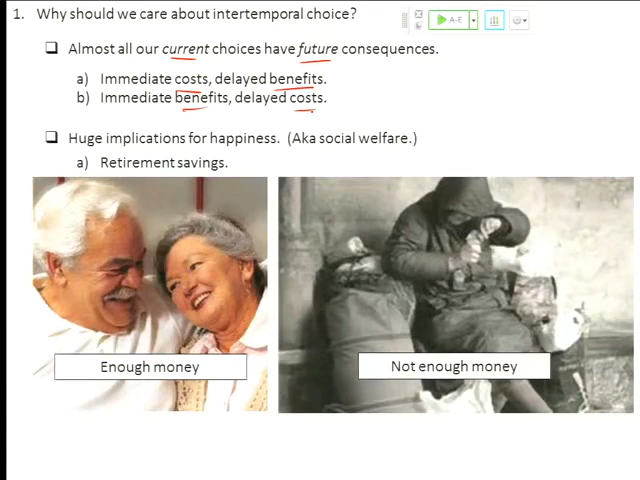 1. Why should we care about intertemporal choice?
A-E
❑ Almost all our current choices have future consequences.
a) Immediate costs, delayed benefits.
b) Immediate benefits, delayed costs.
❑ Huge implications for happiness. (Aka social welfare.)
a) Retirement savings.
Enough money
Not enough money